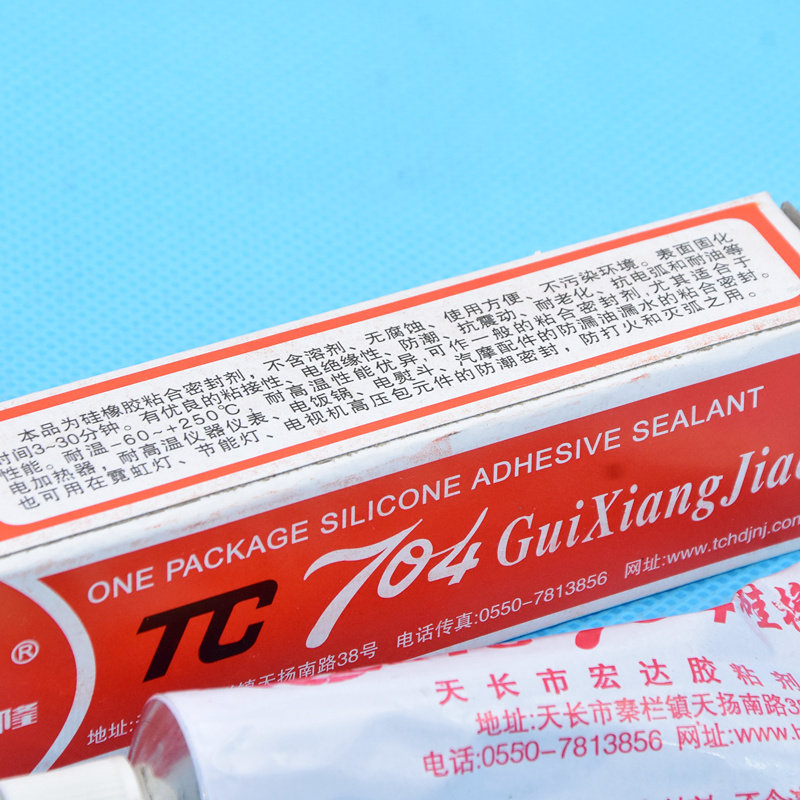 本品为硅橡胶粘合密封剂，不含溶剂、无腐蚀、使用方便、不污染环境。表面固化
时间3~30分钟。有优良的粘接性、电绝缘性、防潮、抗震动、耐老化、抗电弧和耐油等
性能。耐温-60~+250℃，耐高温性能优异，可作一般的粘合密封剂，尤其适合于
电加热器，耐高温仪器仪表、电饭锅、电熨斗、汽摩配件的防漏油漏水的粘合密封。
也可用在霓虹灯、节能灯、电视机高压包元件的防潮密封，防打火和灭弧之用。
ONE PACKAGE SILICONE ADHESIVE SEALANT
TC 704 GuiXiangJiao
®
地址:
镇天扬南路38号 电话传真:0550-7813856 网址:www.tchdjnj.com
704硅橡
天长市宏达胶粘剂
地址:天长市秦栏镇天扬南路38
电话:0550-7813856 网址:www.t